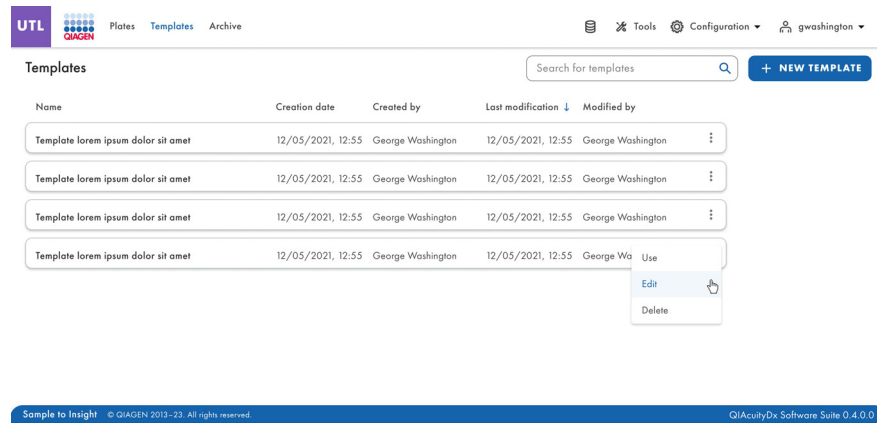 UTL QIAGEN Plates Templates Archive Tools Configuration gwashington
Templates Search for templates + NEW TEMPLATE
Name Creation date Created by Last modification ↓ Modified by
Template lorem ipsum dolor sit amet 12/05/2021, 12:55 George Washington 12/05/2021, 12:55 George Washington
Template lorem ipsum dolor sit amet 12/05/2021, 12:55 George Washington 12/05/2021, 12:55 George Washington
Template lorem ipsum dolor sit amet 12/05/2021, 12:55 George Washington 12/05/2021, 12:55 George Washington
Template lorem ipsum dolor sit amet 12/05/2021, 12:55 George Washington 12/05/2021, 12:55 George Wa
Use
Edit
Delete
Sample to Insight © QIAGEN 2013–23. All rights reserved. QIAcuityDx Software Suite 0.4.0.0